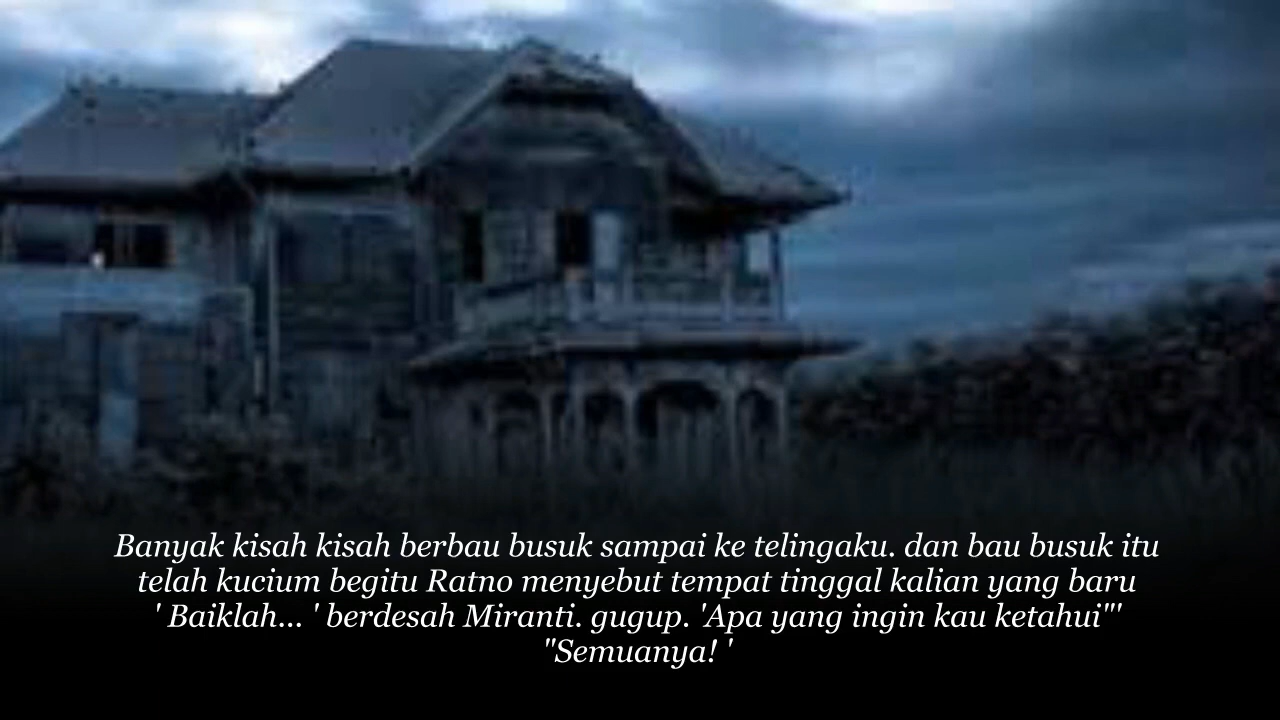 Banyak kisah kisah berbau busuk sampai ke telingaku. dan bau busuk itu
telah kucium begitu Ratno menyebut tempat tinggal kalian yang baru
' Baiklah... ' berdesah Miranti. gugup. 'Apa yang ingin kau ketahui"'
"Semuanya! '